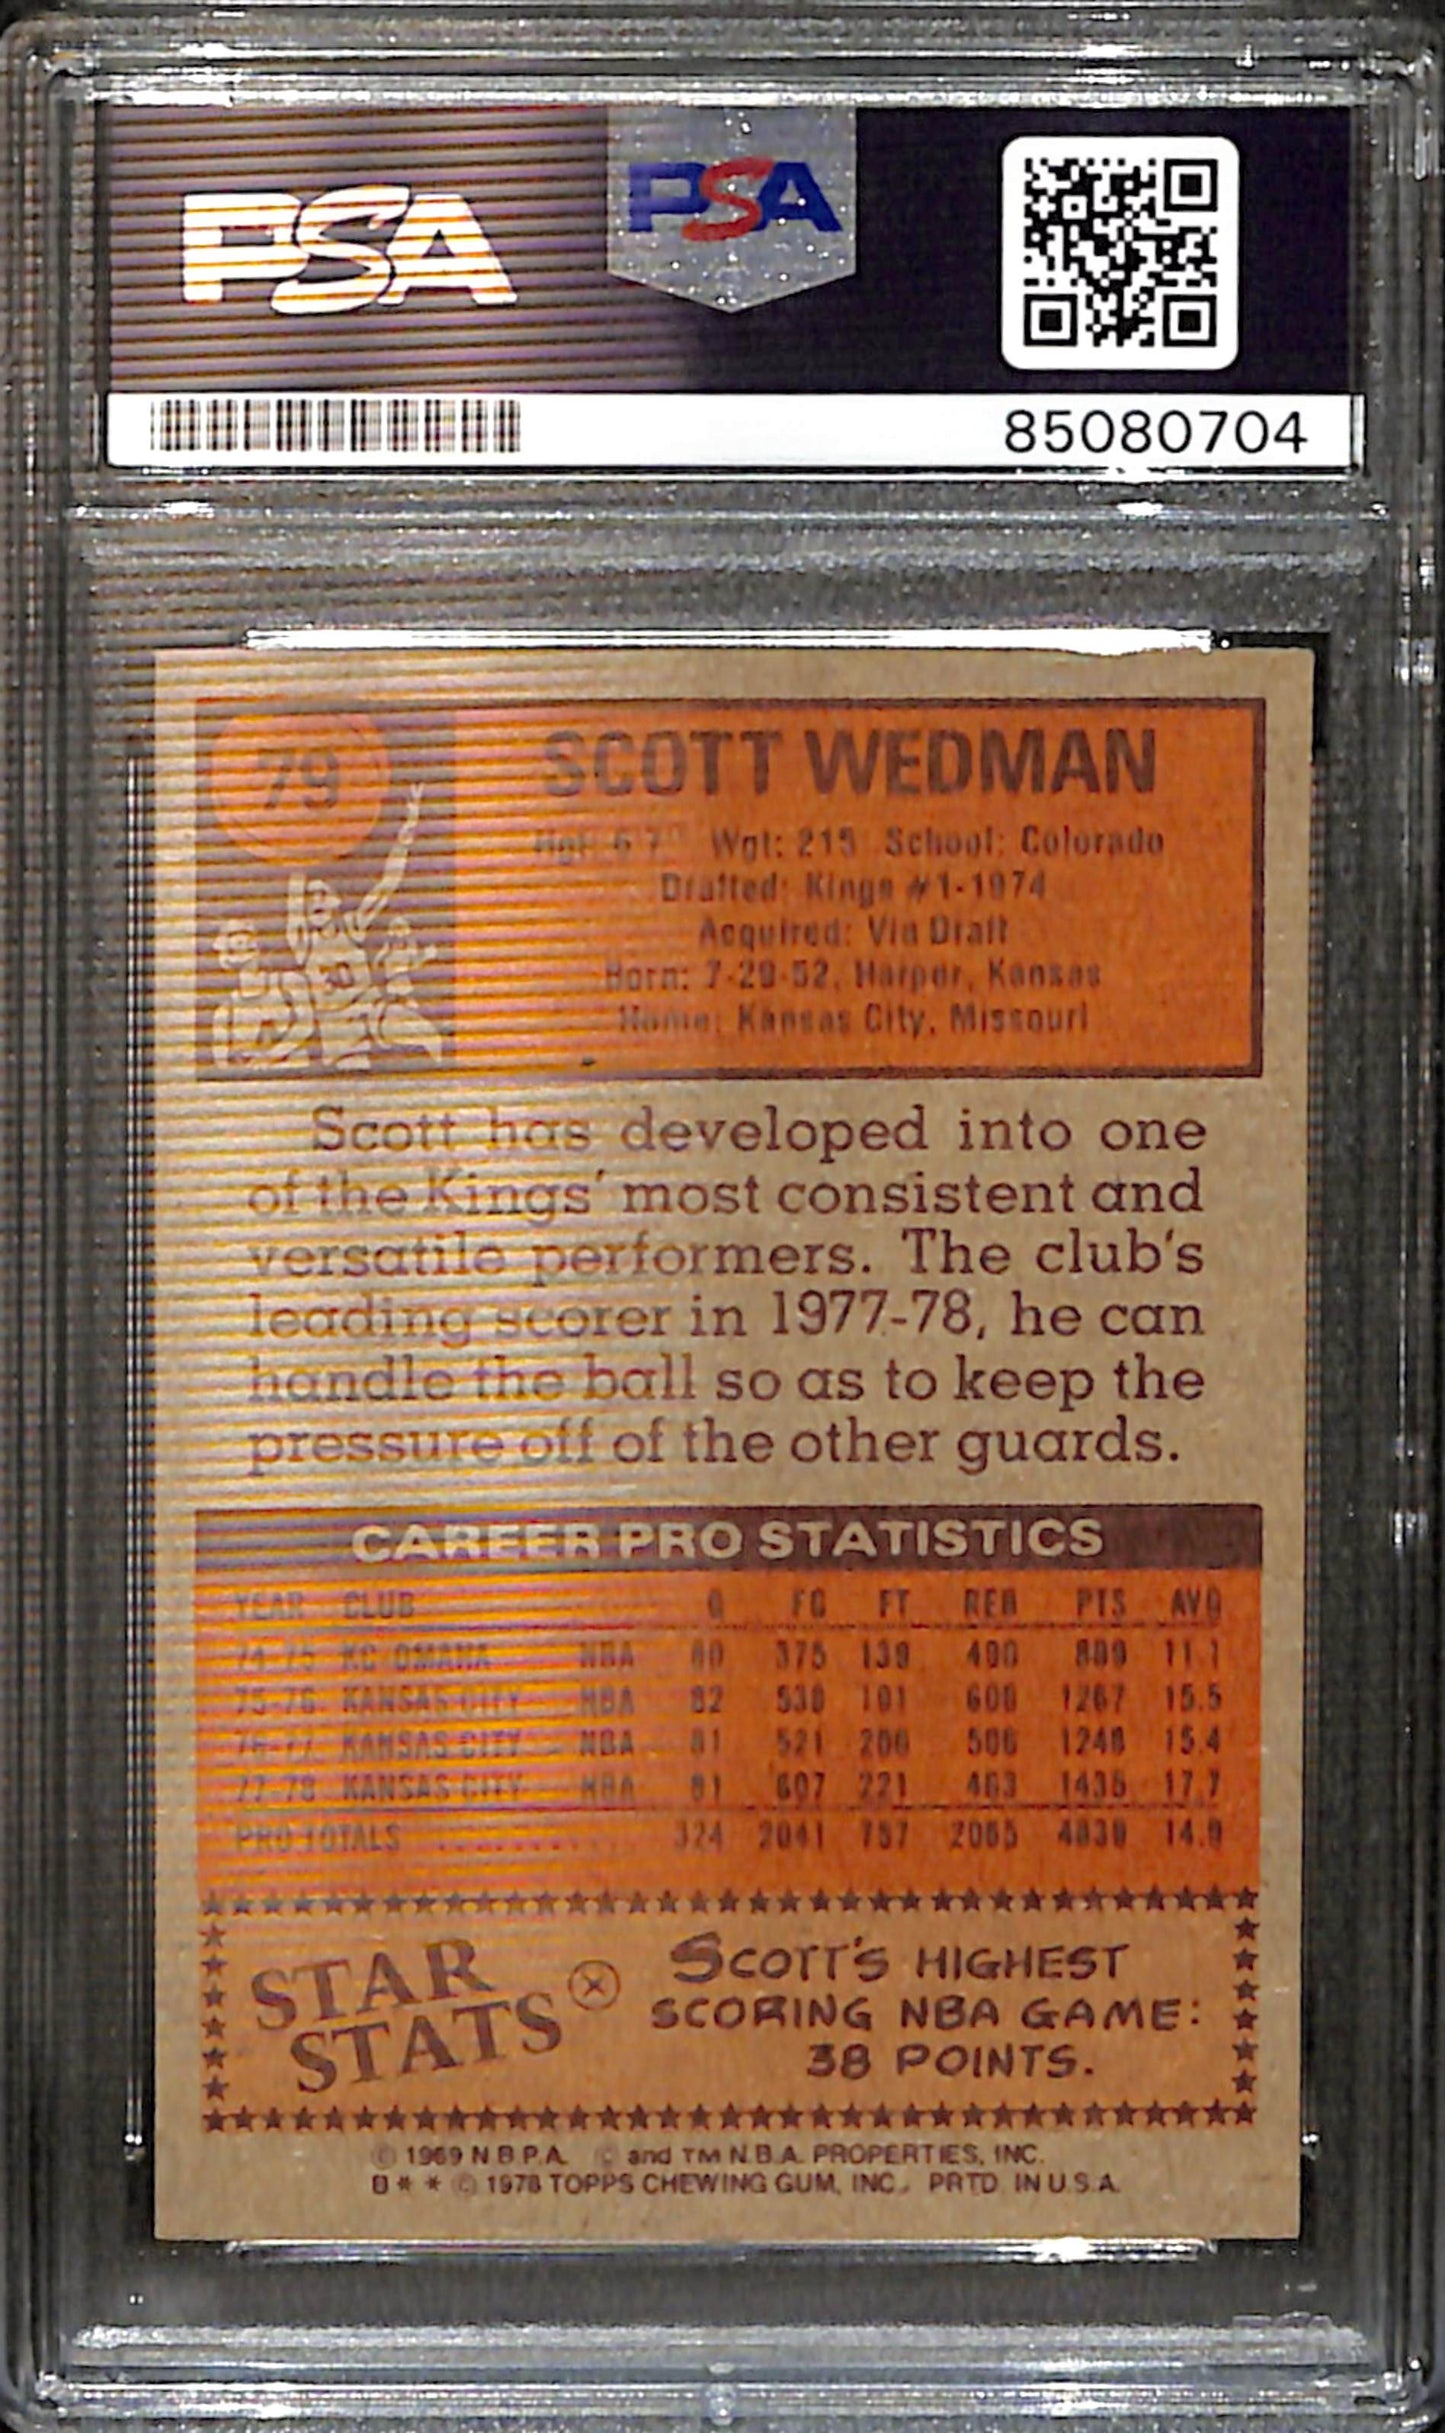 PSA
PSA
85080704
79
SCOTT WEDMAN
Hgt: 6'7" Wgt: 215 School: Colorado
Drafted: Kings #1-1974
Acquired: Via Draft
Born: 7-29-52, Harper, Kansas
Home: Kansas City, Missouri
Scott has developed into one
of the Kings' most consistent and
versatile performers. The club's
leading scorer in 1977-78, he can
handle the ball so as to keep the
pressure off of the other guards.
CAREER PRO STATISTICS
YEAR CLUB G FG FT REB PTS AVG
74-75 KC OMAHA NBA 80 375 139 490 889 11.1
75-76 KANSAS CITY NBA 82 538 191 606 1267 15.5
76-77 KANSAS CITY NBA 81 521 206 506 1248 15.4
77-78 KANSAS CITY NBA 81 607 221 463 1435 17.7
PRO TOTALS 324 2041 757 2065 4839 14.9
STAR
STATS
SCOTT'S HIGHEST
SCORING NBA GAME:
38 POINTS.
© 1969 N.B.P.A. © and TM N.B.A. PROPERTIES, INC.
B * * © 1978 TOPPS CHEWING GUM, INC. PRTD. IN U.S.A.